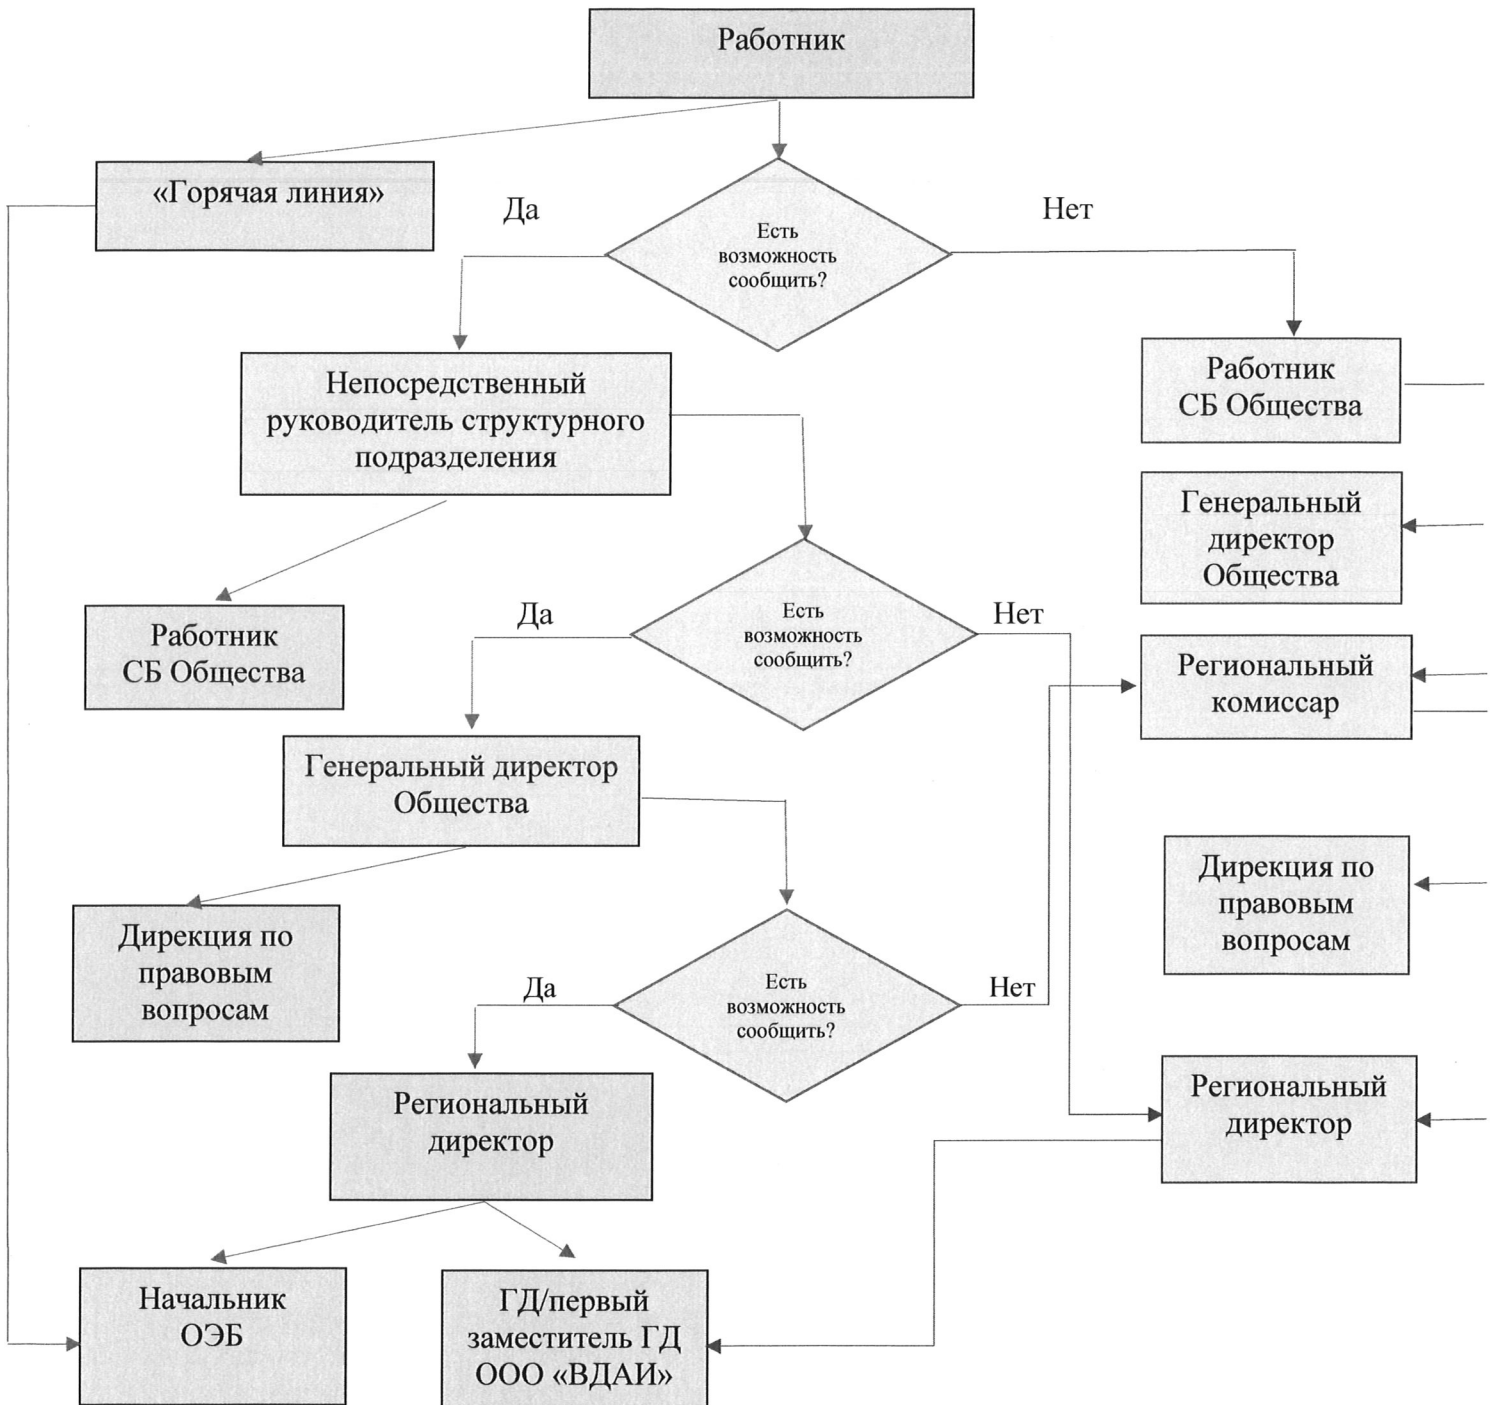 Работник
«Горячая линия»
Да
Нет
Есть
возможность
сообщить?
Непосредственный
руководитель структурного
подразделения
Работник
СБ Общества
Генеральный
директор
Общества
Да
Есть
возможность
сообщить?
Нет
Работник
СБ Общества
Региональный
комиссар
Генеральный директор
Общества
Дирекция по
правовым
вопросам
Дирекция по
правовым
вопросам
Да
Есть
возможность
сообщить?
Нет
Региональный
директор
Региональный
директор
Начальник
ОЭБ
ГД/первый
заместитель ГД
ООО «ВДАИ»